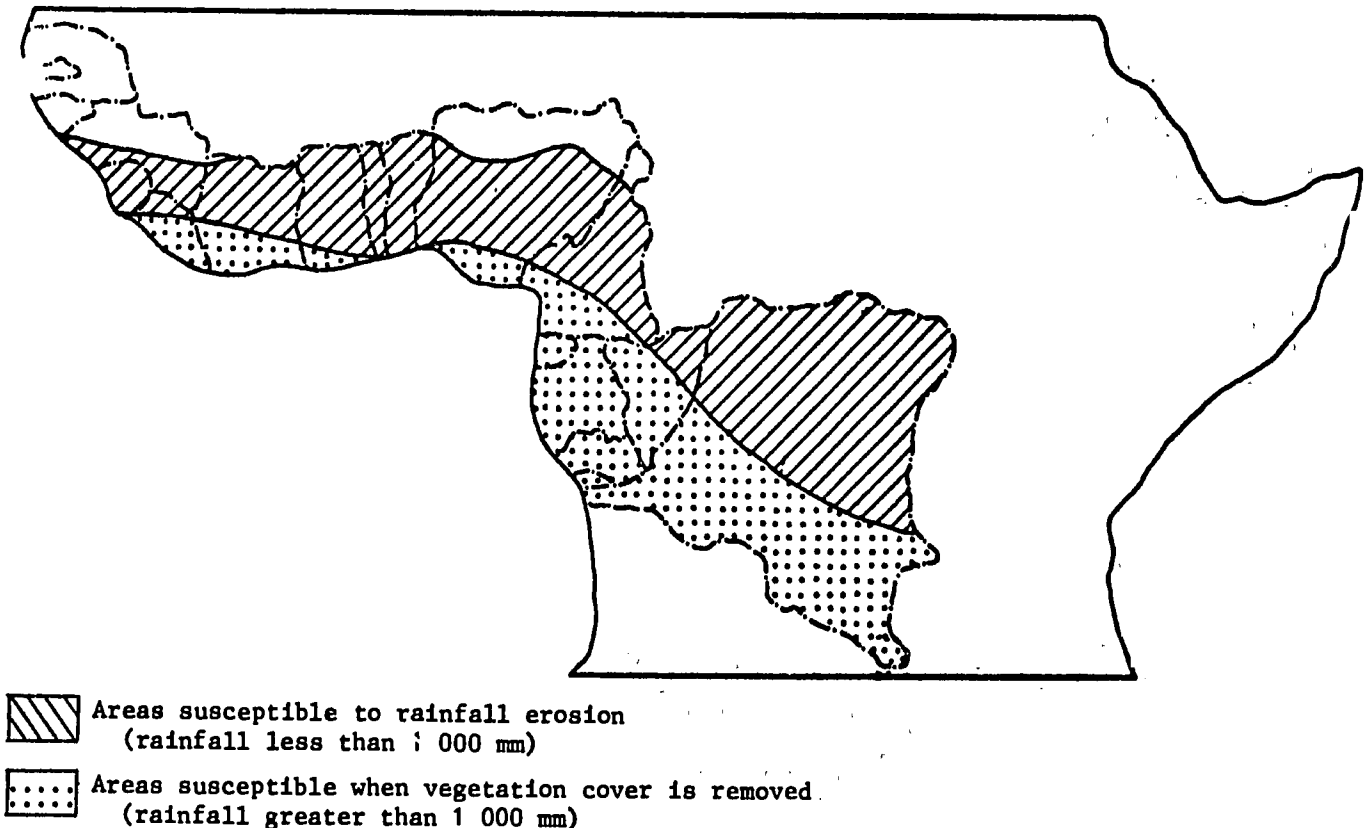 Areas susceptible to rainfall erosion
(rainfall less than 1 000 mm)
Areas susceptible when vegetation cover is removed
(rainfall greater than 1 000 mm)